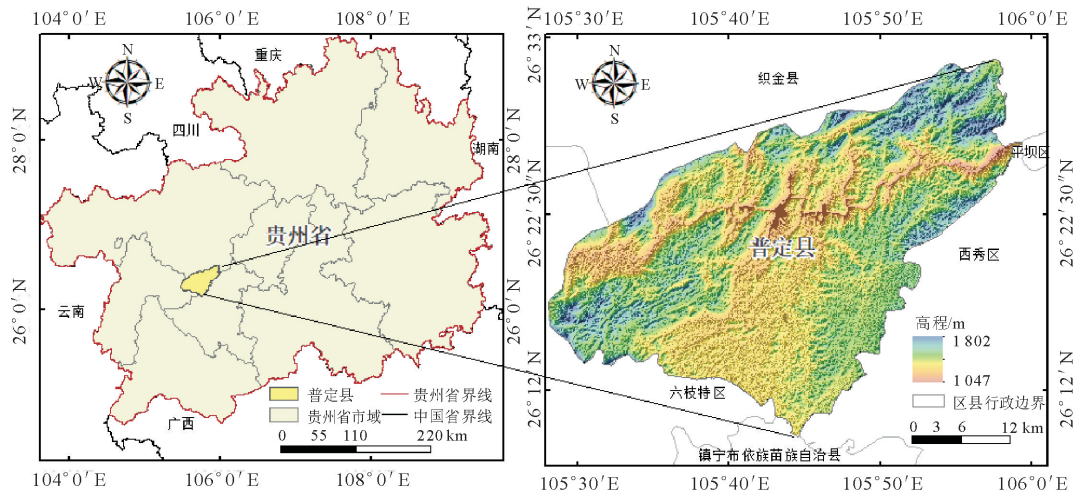 104°0′E
106°0′E
108°0′E
28°0′N
26°0′N
N
W
E
S
重庆
四川
湖南
贵州省
云南
广西
普定县
贵州省界线
贵州省市域
中国省界线
0 55 110 220 km
28°0′N
26°0′N
104°0′E
106°0′E
108°0′E
105°30′E
105°40′E
105°50′E
106°0′E
26°33′N
26°22′30″N
26°12′N
N
W
E
S
织金县
平坝区
普定县
西秀区
六枝特区
镇宁布依族苗族自治县
高程/m
1 802
1 047
区县行政边界
0 3 6 12 km
26°33′N
26°22′30″N
26°12′N
105°30′E
105°40′E
105°50′E
106°0′E